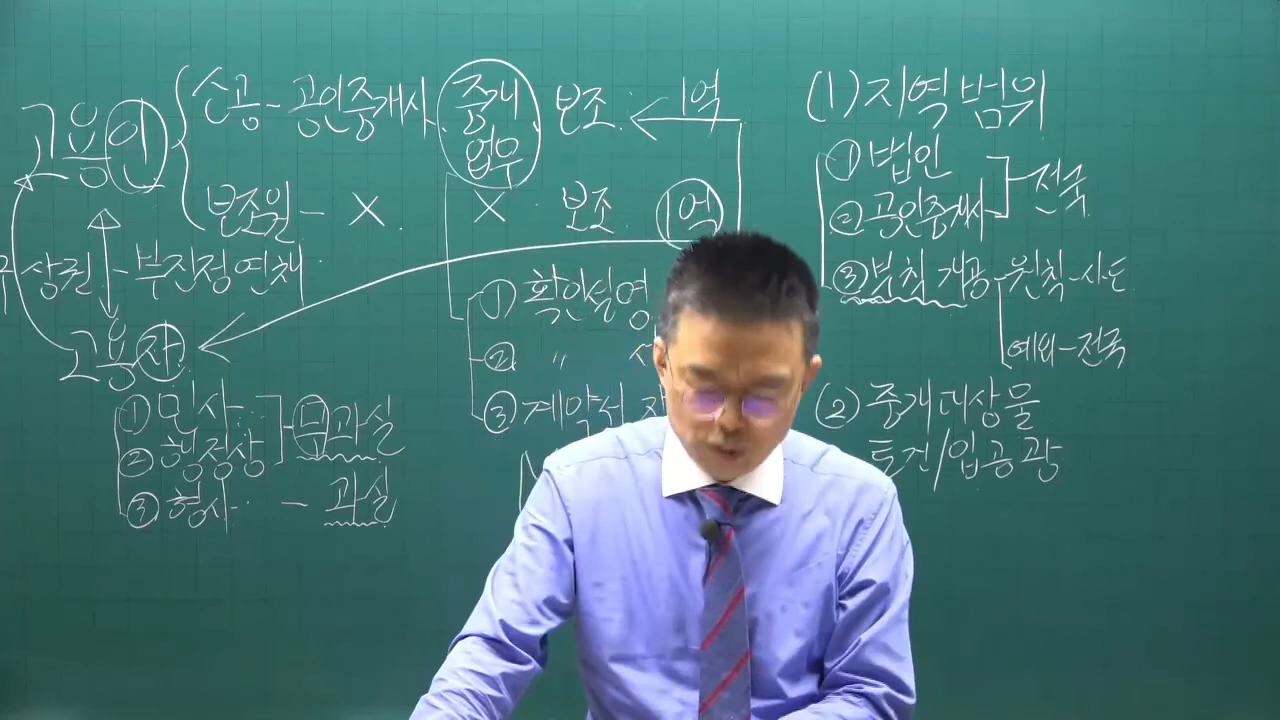 고용인
소공 - 공인중개사. 중개업무 보조. 1억
보조원 - X. X 보조 1억
상관 - 부진정연채
고용사
① 민사
② 행정상
무과실
③ 형사 - 과실
① 확인설명
② 〃
③ 계약서
(1) 지역범위
① 법인
② 공인중개사
전국
③ 부칙개공 - 원칙 - 사도
예외 - 전국
(2) 중개대상물
토건/입공광